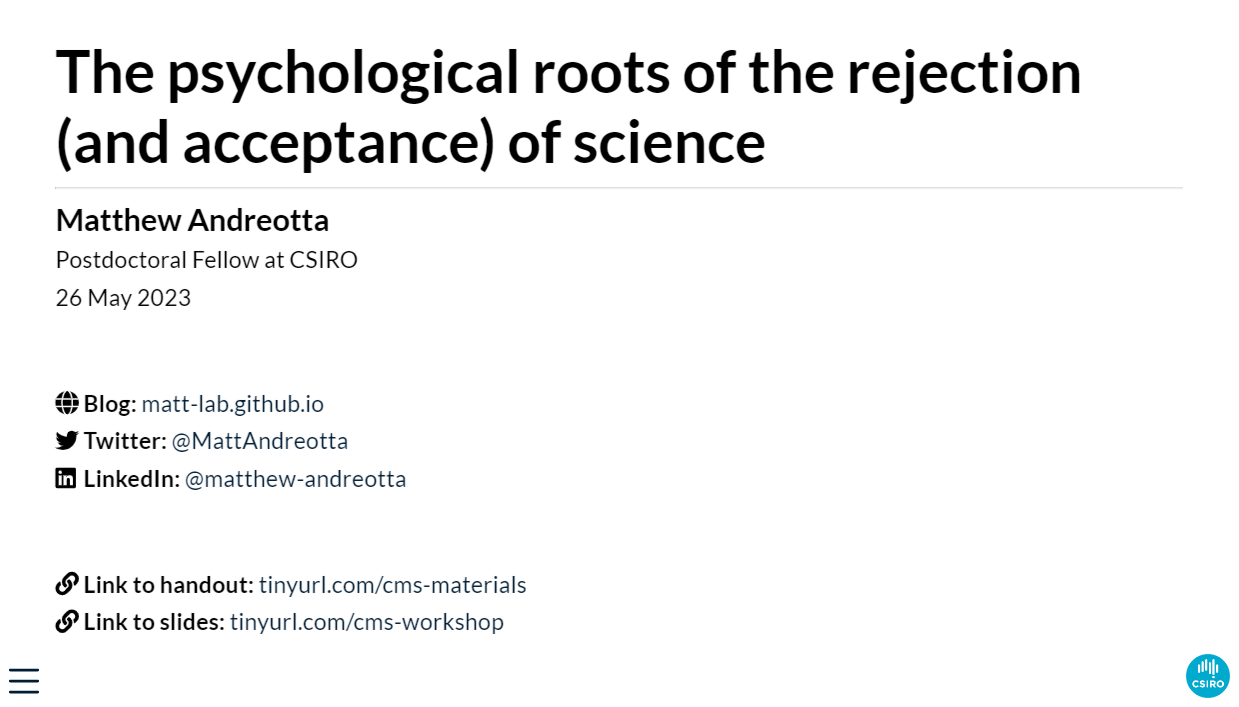 The psychological roots of the rejection
(and acceptance) of science
Matthew Andreotta
Postdoctoral Fellow at CSIRO
26 May 2023
Blog: matt-lab.github.io
Twitter: @MattAndreotta
LinkedIn: @matthew-andreotta
Link to handout: tinyurl.com/cms-materials
Link to slides: tinyurl.com/cms-workshop
CSIRO